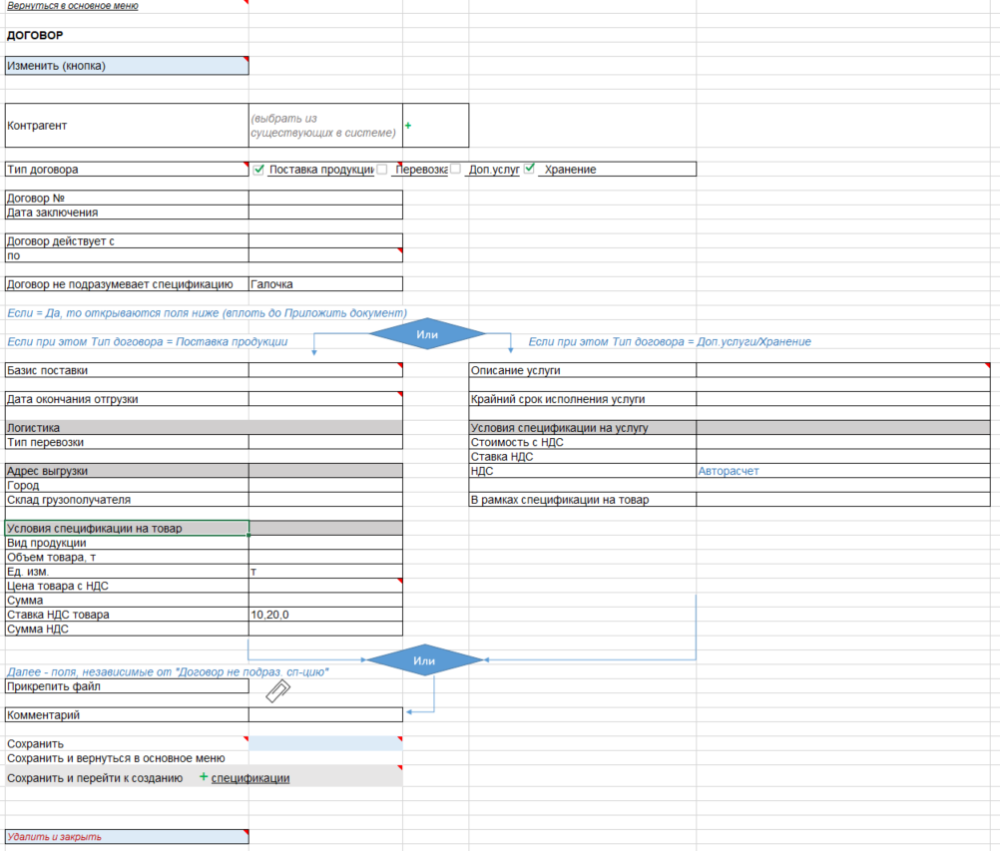 Вернуться в основное меню
ДОГОВОР
Изменить (кнопка)
Контрагент
(выбрать из
существующих в системе)
+
Тип договора
Поставка продукции
Перевозка
Доп.услуг
Хранение
Договор №
Дата заключения
Договор действует с
по
Договор не подразумевает спецификацию
Галочка
Если = Да, то открываются поля ниже (вплоть до Приложить документ)
Или
Если при этом Тип договора = Поставка продукции
Если при этом Тип договора = Доп.услуги/Хранение
Базис поставки
Описание услуги
Дата окончания отгрузки
Крайний срок исполнения услуги
Логистика
Условия спецификации на услугу
Тип перевозки
Стоимость с НДС
Ставка НДС
Адрес выгрузки
НДС
Авторасчет
Город
Склад грузополучателя
В рамках спецификации на товар
Условия спецификации на товар
Вид продукции
Объем товара, т
Ед. изм.
т
Цена товара с НДС
Сумма
Ставка НДС товара
10,20,0
Сумма НДС
Или
Далее - поля, независимые от "Договор не подраз. сп-цию"
Прикрепить файл
Комментарий
Сохранить
Сохранить и вернуться в основное меню
Сохранить и перейти к созданию + спецификации
Удалить и закрыть